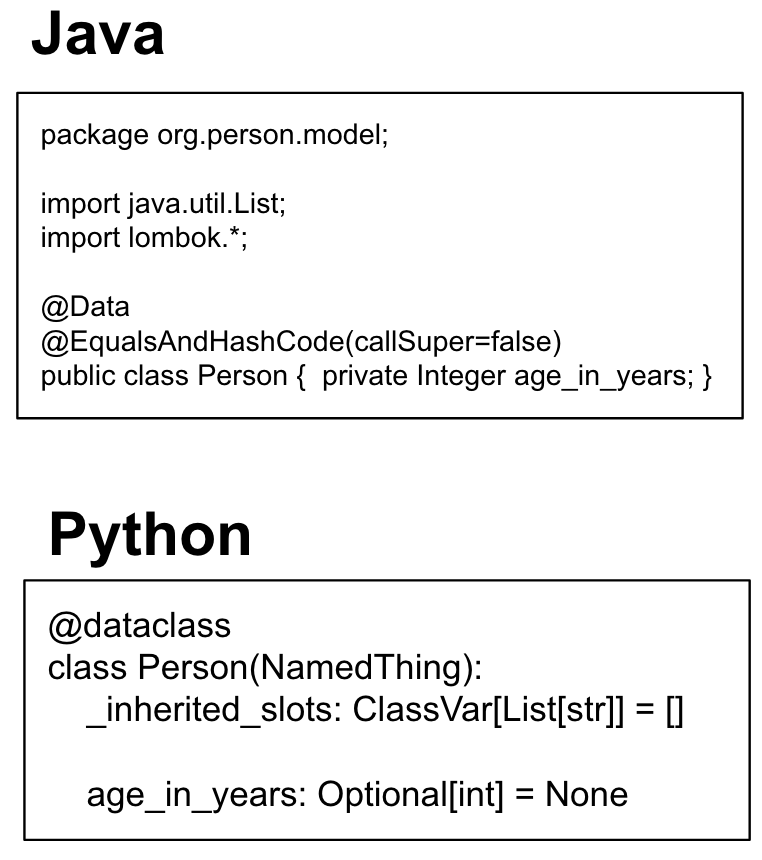 Java
package org.person.model;
import java.util.List;
import lombok.*;
@Data
@EqualsAndHashCode(callSuper=false)
public class Person {  private Integer age_in_years; }
Python
@dataclass
class Person(NamedThing):
_inherited_slots: ClassVar[List[str]] = []
age_in_years: Optional[int] = None